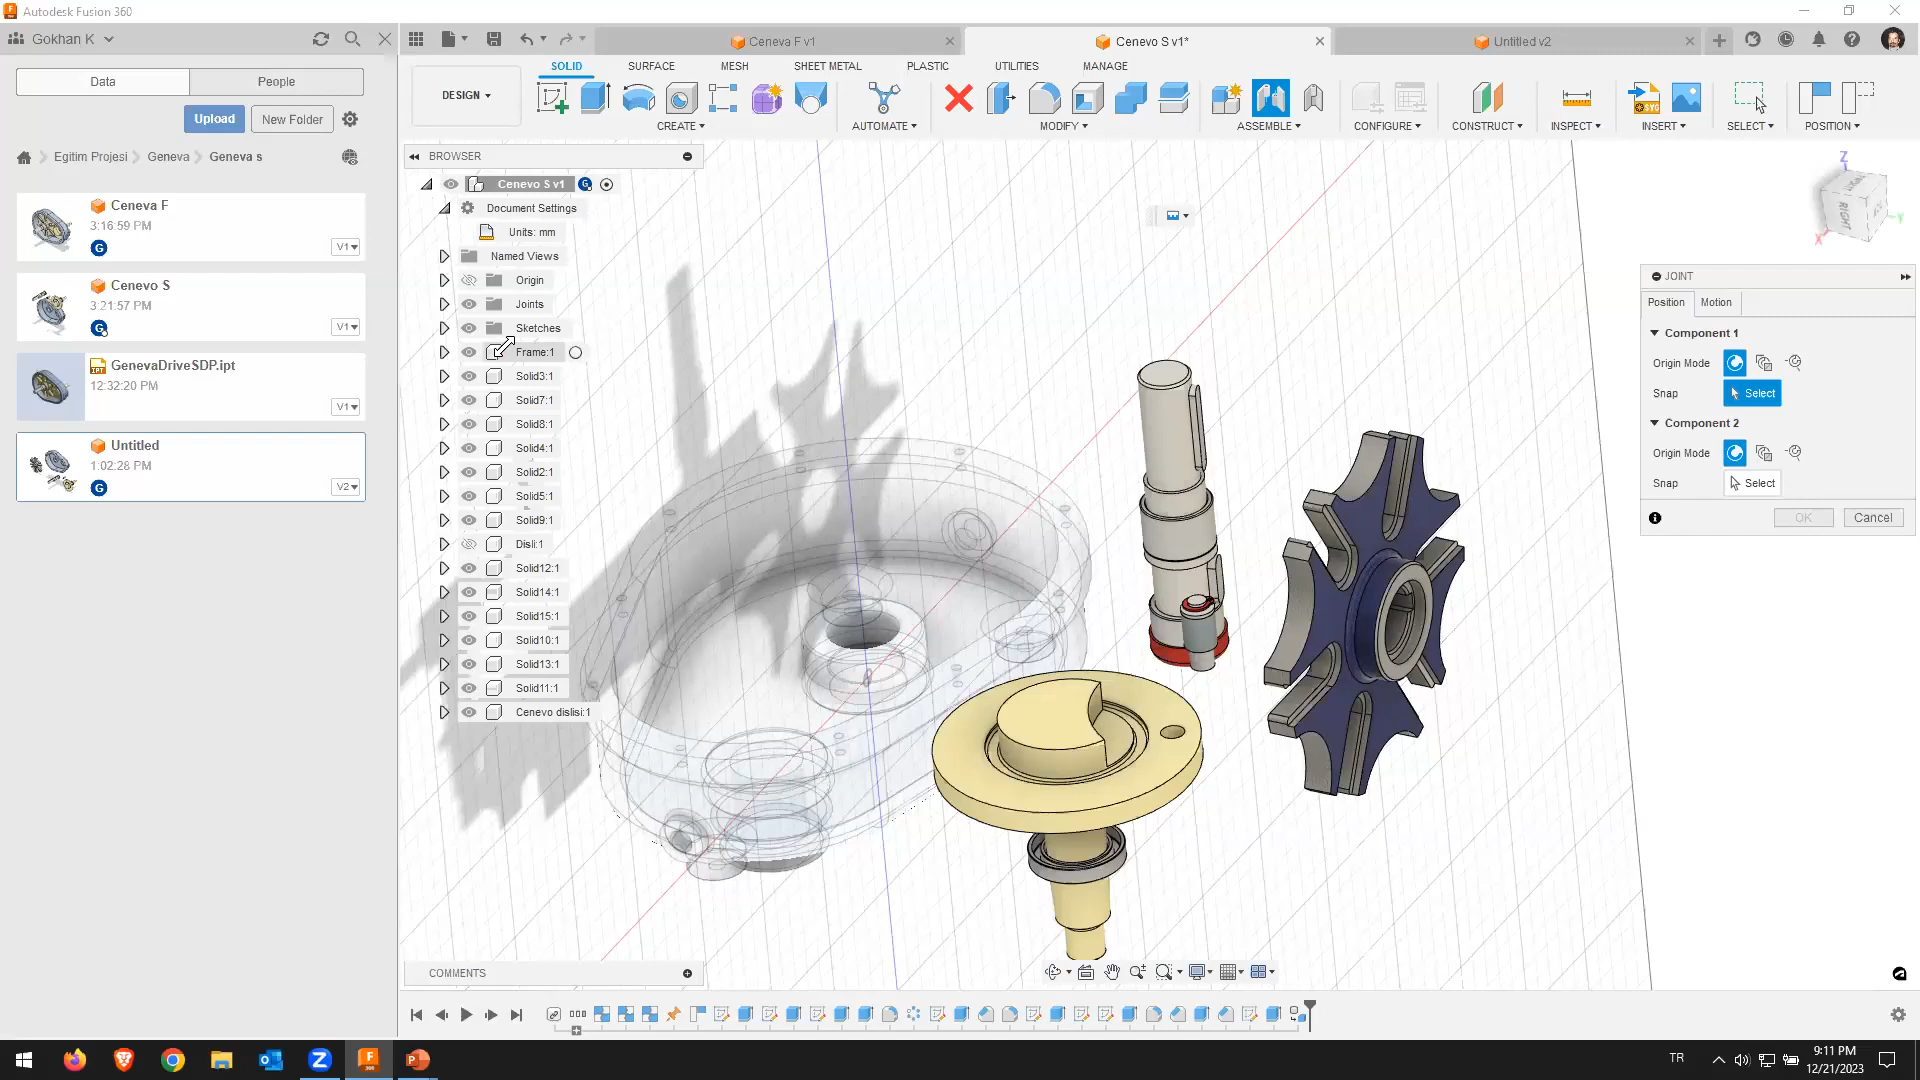 Autodesk Fusion 360
Gokhan K
Ceneva F v1
Cenevo S v1*
Untitled v2
Data
People
SOLID
SURFACE
MESH
SHEET METAL
PLASTIC
UTILITIES
MANAGE
DESIGN
Upload
New Folder
CREATE
AUTOMATE
MODIFY
ASSEMBLE
CONFIGURE
CONSTRUCT
INSPECT
INSERT
SELECT
POSITION
Egitim Projesi
Geneva
Geneva s
BROWSER
Cenevo S v1
Document Settings
Units: mm
Named Views
Origin
Joints
Sketches
Frame:1
Solid3:1
Solid7:1
Solid8:1
Solid4:1
Solid2:1
Solid5:1
Solid9:1
Disli:1
Solid12:1
Solid14:1
Solid15:1
Solid10:1
Solid13:1
Solid11:1
Cenevo dislisi:1
Ceneva F
3:16:59 PM
G
V1
Cenevo S
3:21:57 PM
G
V1
GenevaDriveSDP.ipt
12:32:20 PM
V1
Untitled
1:02:28 PM
G
V2
Z
RIGHT
X
Y
JOINT
Position
Motion
Component 1
Origin Mode
Snap
Select
Component 2
Origin Mode
Snap
Select
OK
Cancel
COMMENTS
TR
9:11 PM
12/21/2023